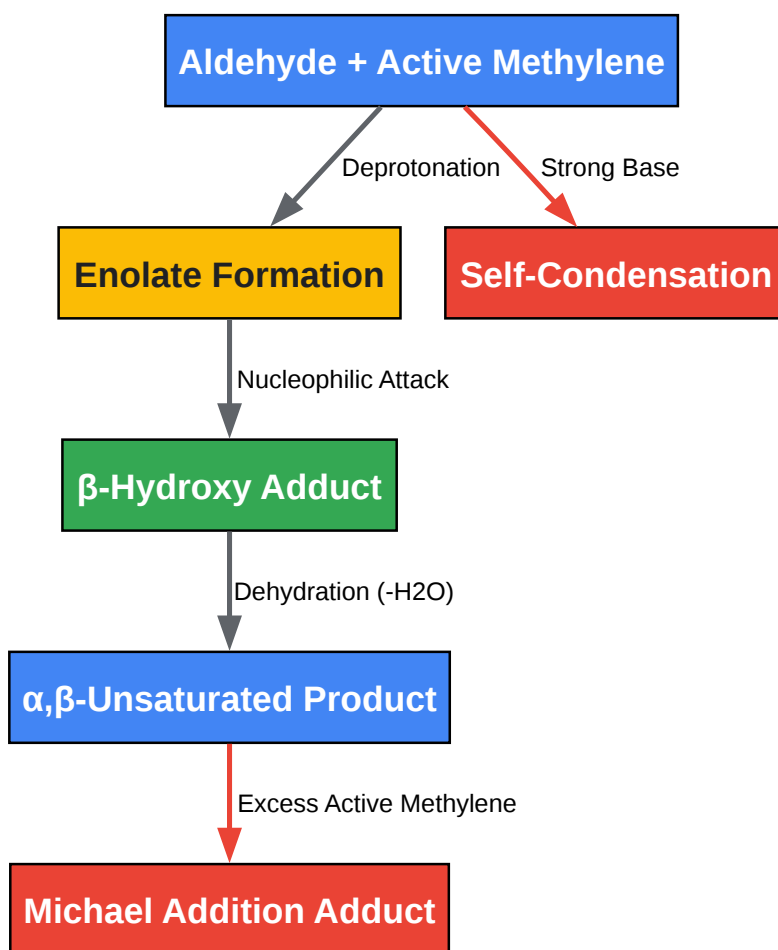 Aldehyde + Active Methylene
Deprotonation
Strong Base
Enolate Formation
Self-Condensation
Nucleophilic Attack
β-Hydroxy Adduct
Dehydration (-H2O)
α,β-Unsaturated Product
Excess Active Methylene
Michael Addition Adduct